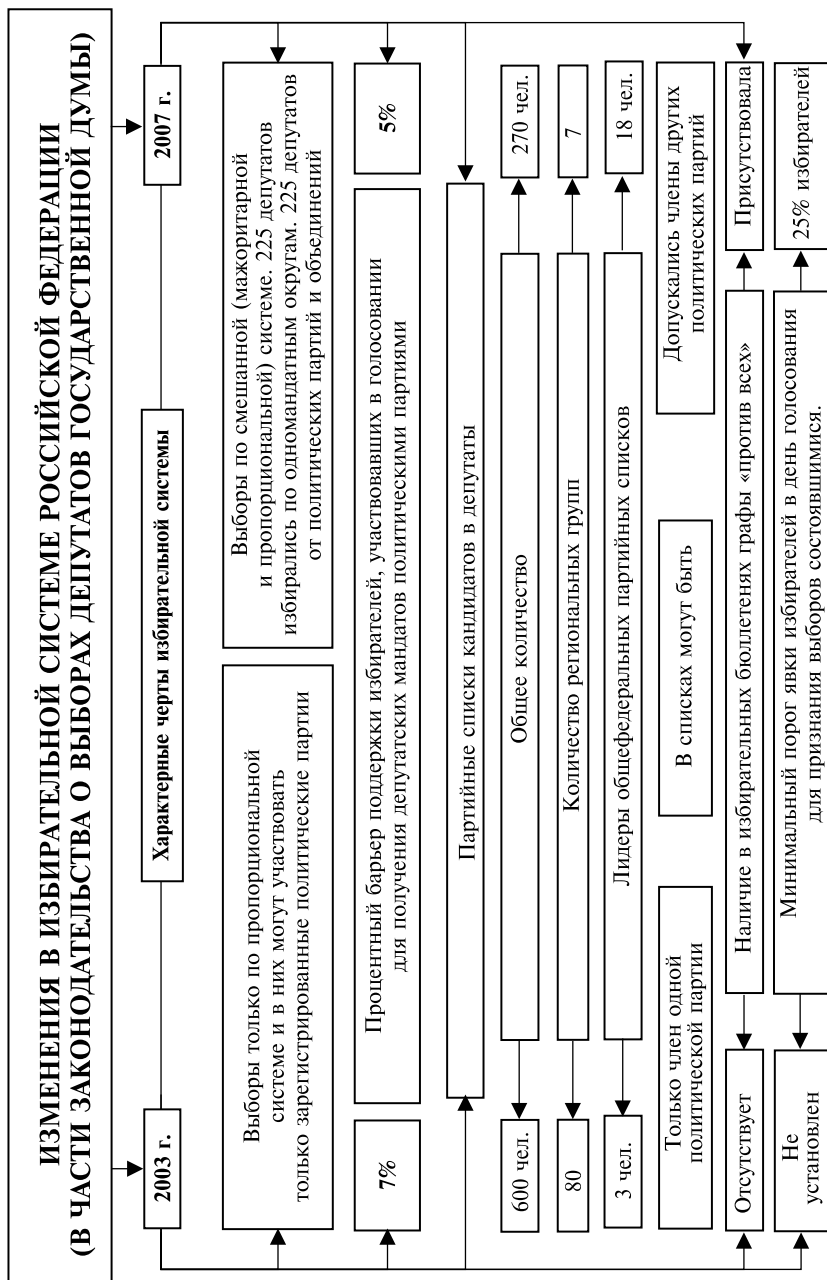 ИЗМЕНЕНИЯ В ИЗБИРАТЕЛЬНОЙ СИСТЕМЕ РОССИЙСКОЙ ФЕДЕРАЦИИ
(В ЧАСТИ ЗАКОНОДАТЕЛЬСТВА О ВЫБОРАХ ДЕПУТАТОВ ГОСУДАРСТВЕННОЙ ДУМЫ)
2003 г.
Характерные черты избирательной системы
2007 г.
Выборы только по пропорциональной
системе и в них могут участвовать
только зарегистрированные политические партии
Выборы по смешанной (мажоритарной
и пропорциональной) системе. 225 депутатов
избирались по одномандатным округам. 225 депутатов
от политических партий и объединений
7%
Процентный барьер поддержки избирателей, участвовавших в голосовании
для получения депутатских мандатов политическими партиями
5%
Партийные списки кандидатов в депутаты
600 чел.
Общее количество
270 чел.
80
Количество региональных групп
7
3 чел.
Лидеры общефедеральных партийных списков
18 чел.
Только член одной
политической партии
В списках могут быть
Допускались члены других
политических партий
Отсутствует
Наличие в избирательных бюллетенях графы «против всех»
Присутствовала
Не
установлен
Минимальный порог явки избирателей в день голосования
для признания выборов состоявшимися.
25% избирателей